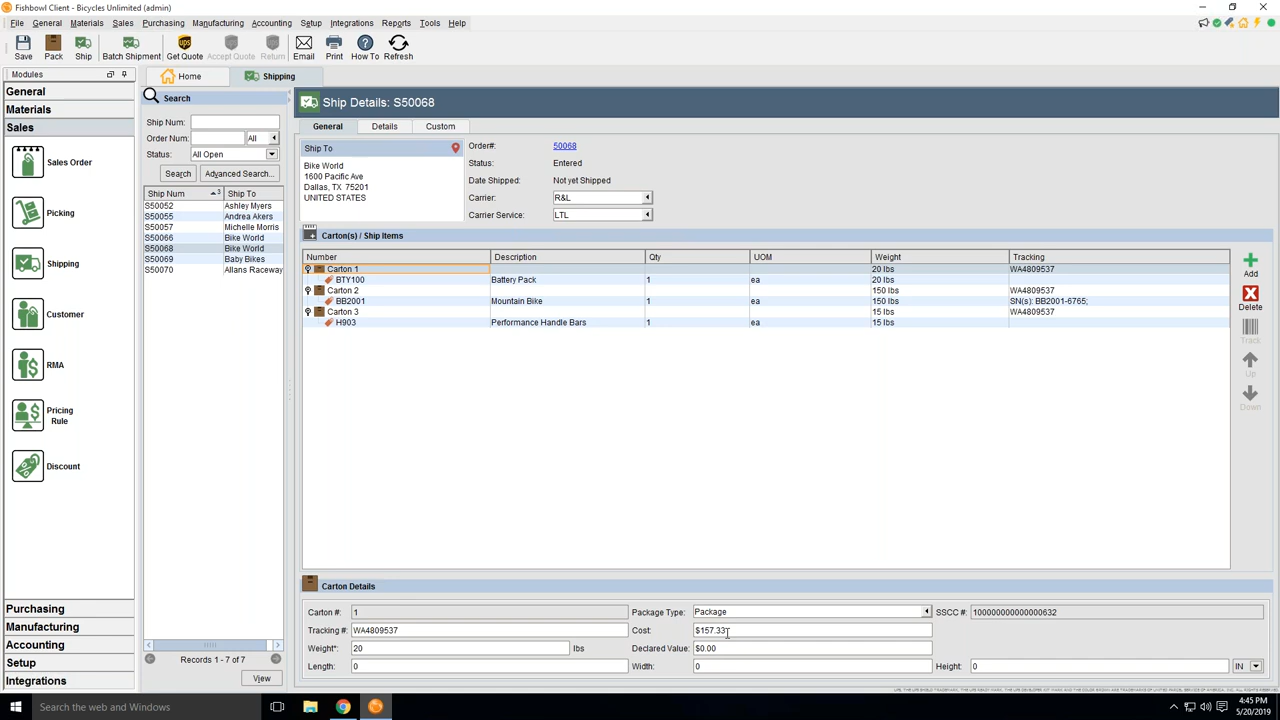 Fishbowl Client - Bicycles Unlimited (admin)
File General Materials Sales Purchasing Manufacturing Accounting Setup Integrations Reports Tools Help
Save Pack Ship Batch Shipment Get Quote Accept Quote Return Email Print How To Refresh
Modules
General
Materials
Sales
Sales Order
Picking
Shipping
Customer
RMA
Pricing
Rule
Discount
Purchasing
Manufacturing
Accounting
Setup
Integrations
Home Shipping
Search
Ship Num:
Order Num: All
Status: All Open
Search Advanced Search...
Ship Num 3 Ship To
S50052 Ashley Myers
S50055 Andrea Akers
S50057 Michelle Morris
S50066 Bike World
S50068 Bike World
S50069 Baby Bikes
S50070 Allans Raceway
Records 1 - 7 of 7
View
Ship Details: S50068
General Details Custom
Ship To
Bike World
1600 Pacific Ave
Dallas, TX 75201
UNITED STATES
Order#: 50068
Status: Entered
Date Shipped: Not yet Shipped
Carrier: R&L
Carrier Service: LTL
Carton(s) / Ship Items
Number Description Qty UOM Weight Tracking
Carton 1 20 lbs WA4809537
BTY100 Battery Pack 1 ea 20 lbs
Carton 2 150 lbs WA4809537
BB2001 Mountain Bike 1 ea 150 lbs SN(s): BB2001-6765;
Carton 3 15 lbs WA4809537
H903 Performance Handle Bars 1 ea 15 lbs
Add
Delete
Track
Up
Down
Carton Details
Carton #: 1 Package Type: Package SSCC #: 100000000000000632
Tracking #: WA4809537 Cost: $157.33
Weight*: 20 lbs Declared Value: $0.00
Length: 0 Width: 0 Height: 0 IN
Search the web and Windows
4:45 PM
5/20/2019